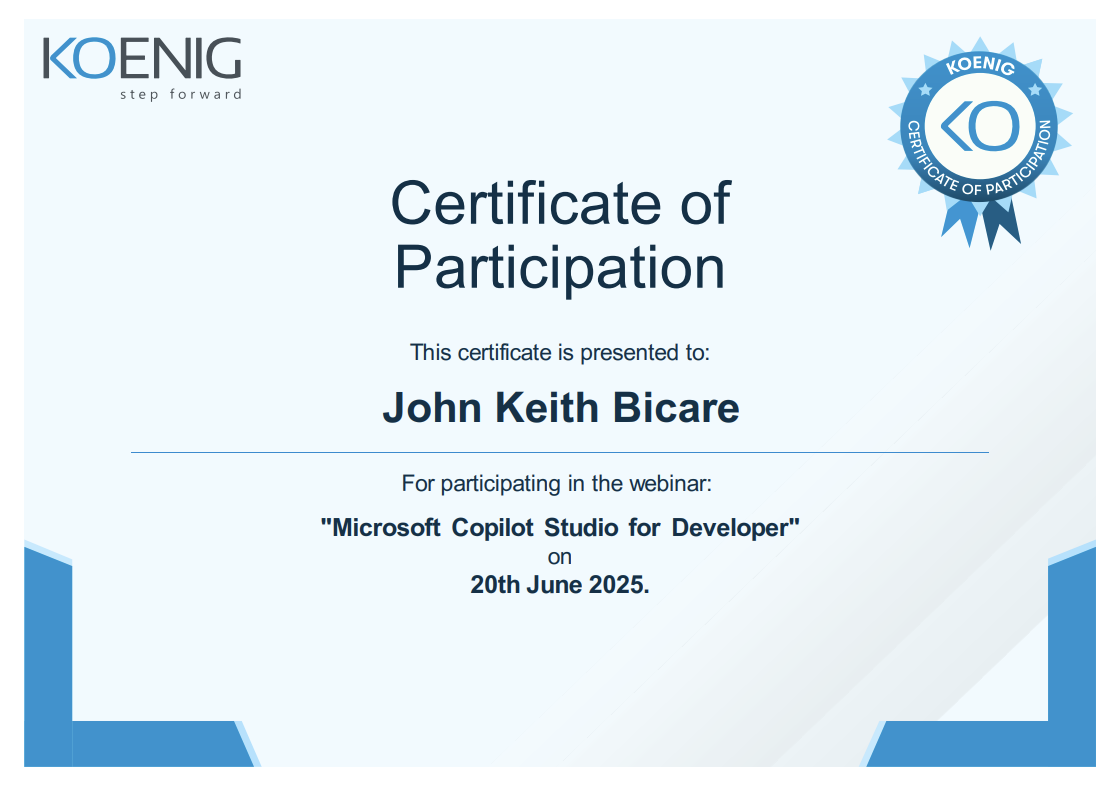 KOENIG
step forward
KOENIG
KO
CERTIFICATE OF PARTICIPATION
Certificate of
Participation
This certificate is presented to:
John Keith Bicare
For participating in the webinar:
"Microsoft Copilot Studio for Developer"
on
20th June 2025.